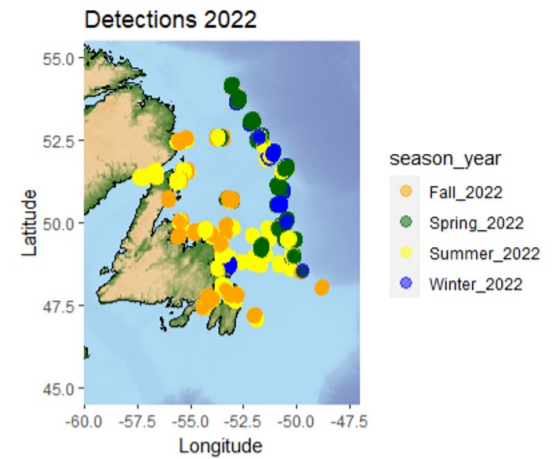 Detections 2022
55.0
52.5
50.0
47.5
45.0
Latitude
-60.0 -57.5 -55.0 -52.5 -50.0 -47.5
Longitude
season_year
Fall_2022
Spring_2022
Summer_2022
Winter_2022